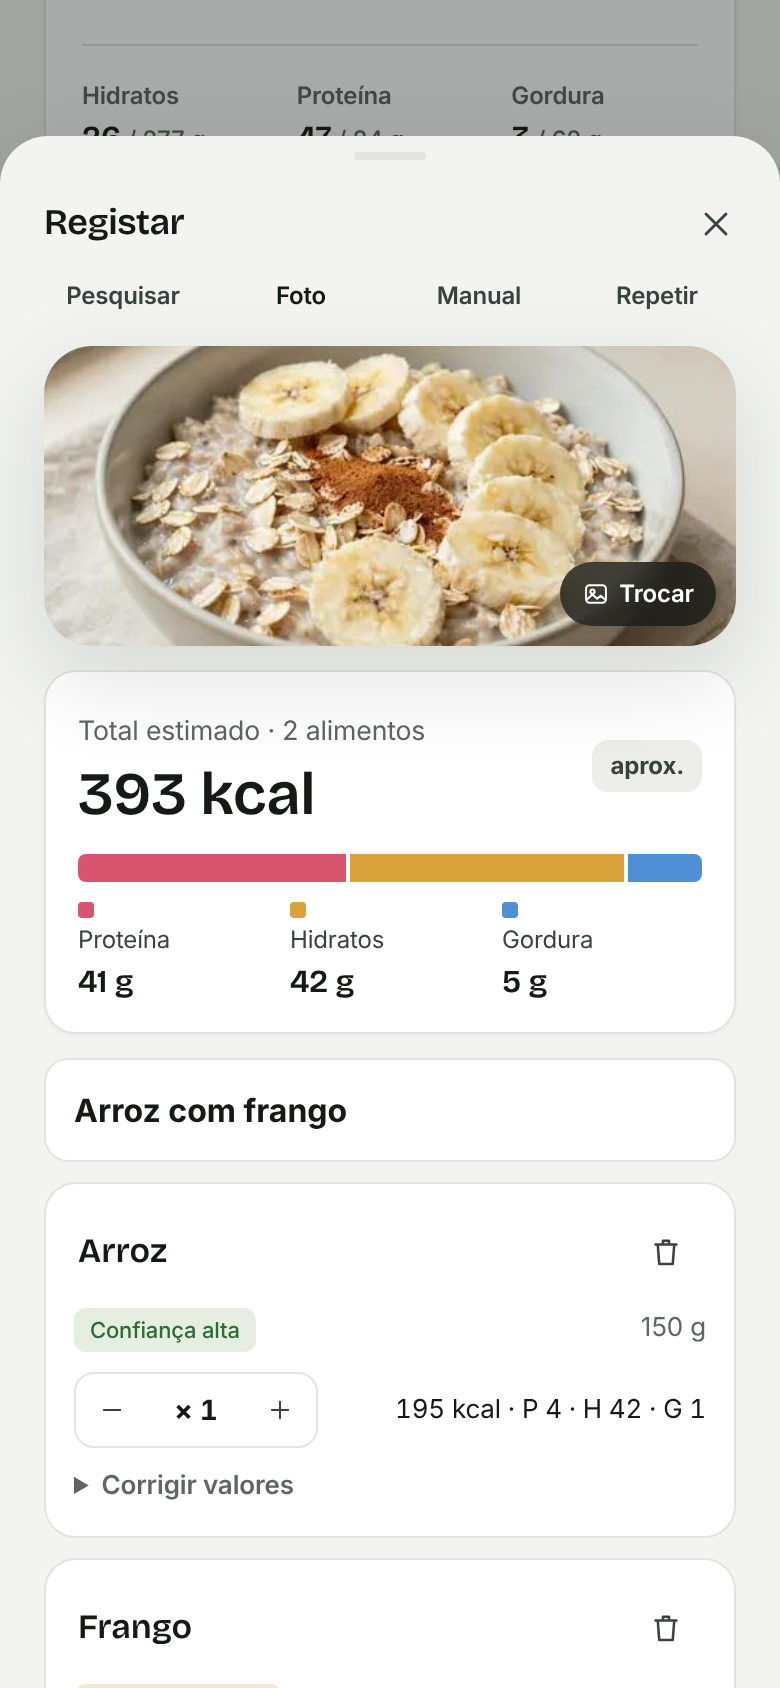 Hidratos Proteína Gordura
Registar
Pesquisar Foto Manual Repetir
Trocar
Total estimado · 2 alimentos
393 kcal
aprox.
Proteína Hidratos Gordura
41 g 42 g 5 g
Arroz com frango
Arroz
Confiança alta 150 g
− × 1 + 195 kcal · P 4 · H 42 · G 1
▶ Corrigir valores
Frango